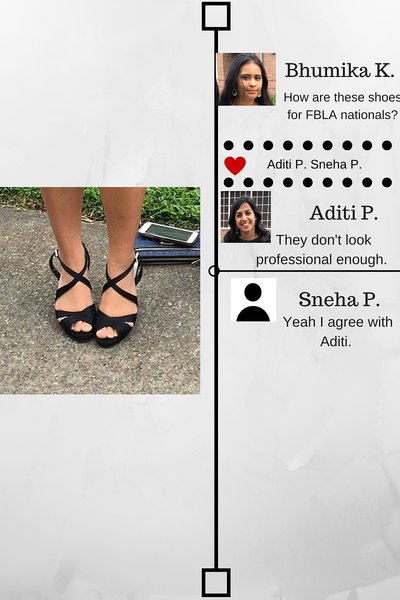 Bhumika K.
How are these shoes
for FBLA nationals?
Aditi P. Sneha P.
Aditi P.
They don't look
professional enough.
Sneha P.
Yeah I agree with
Aditi.